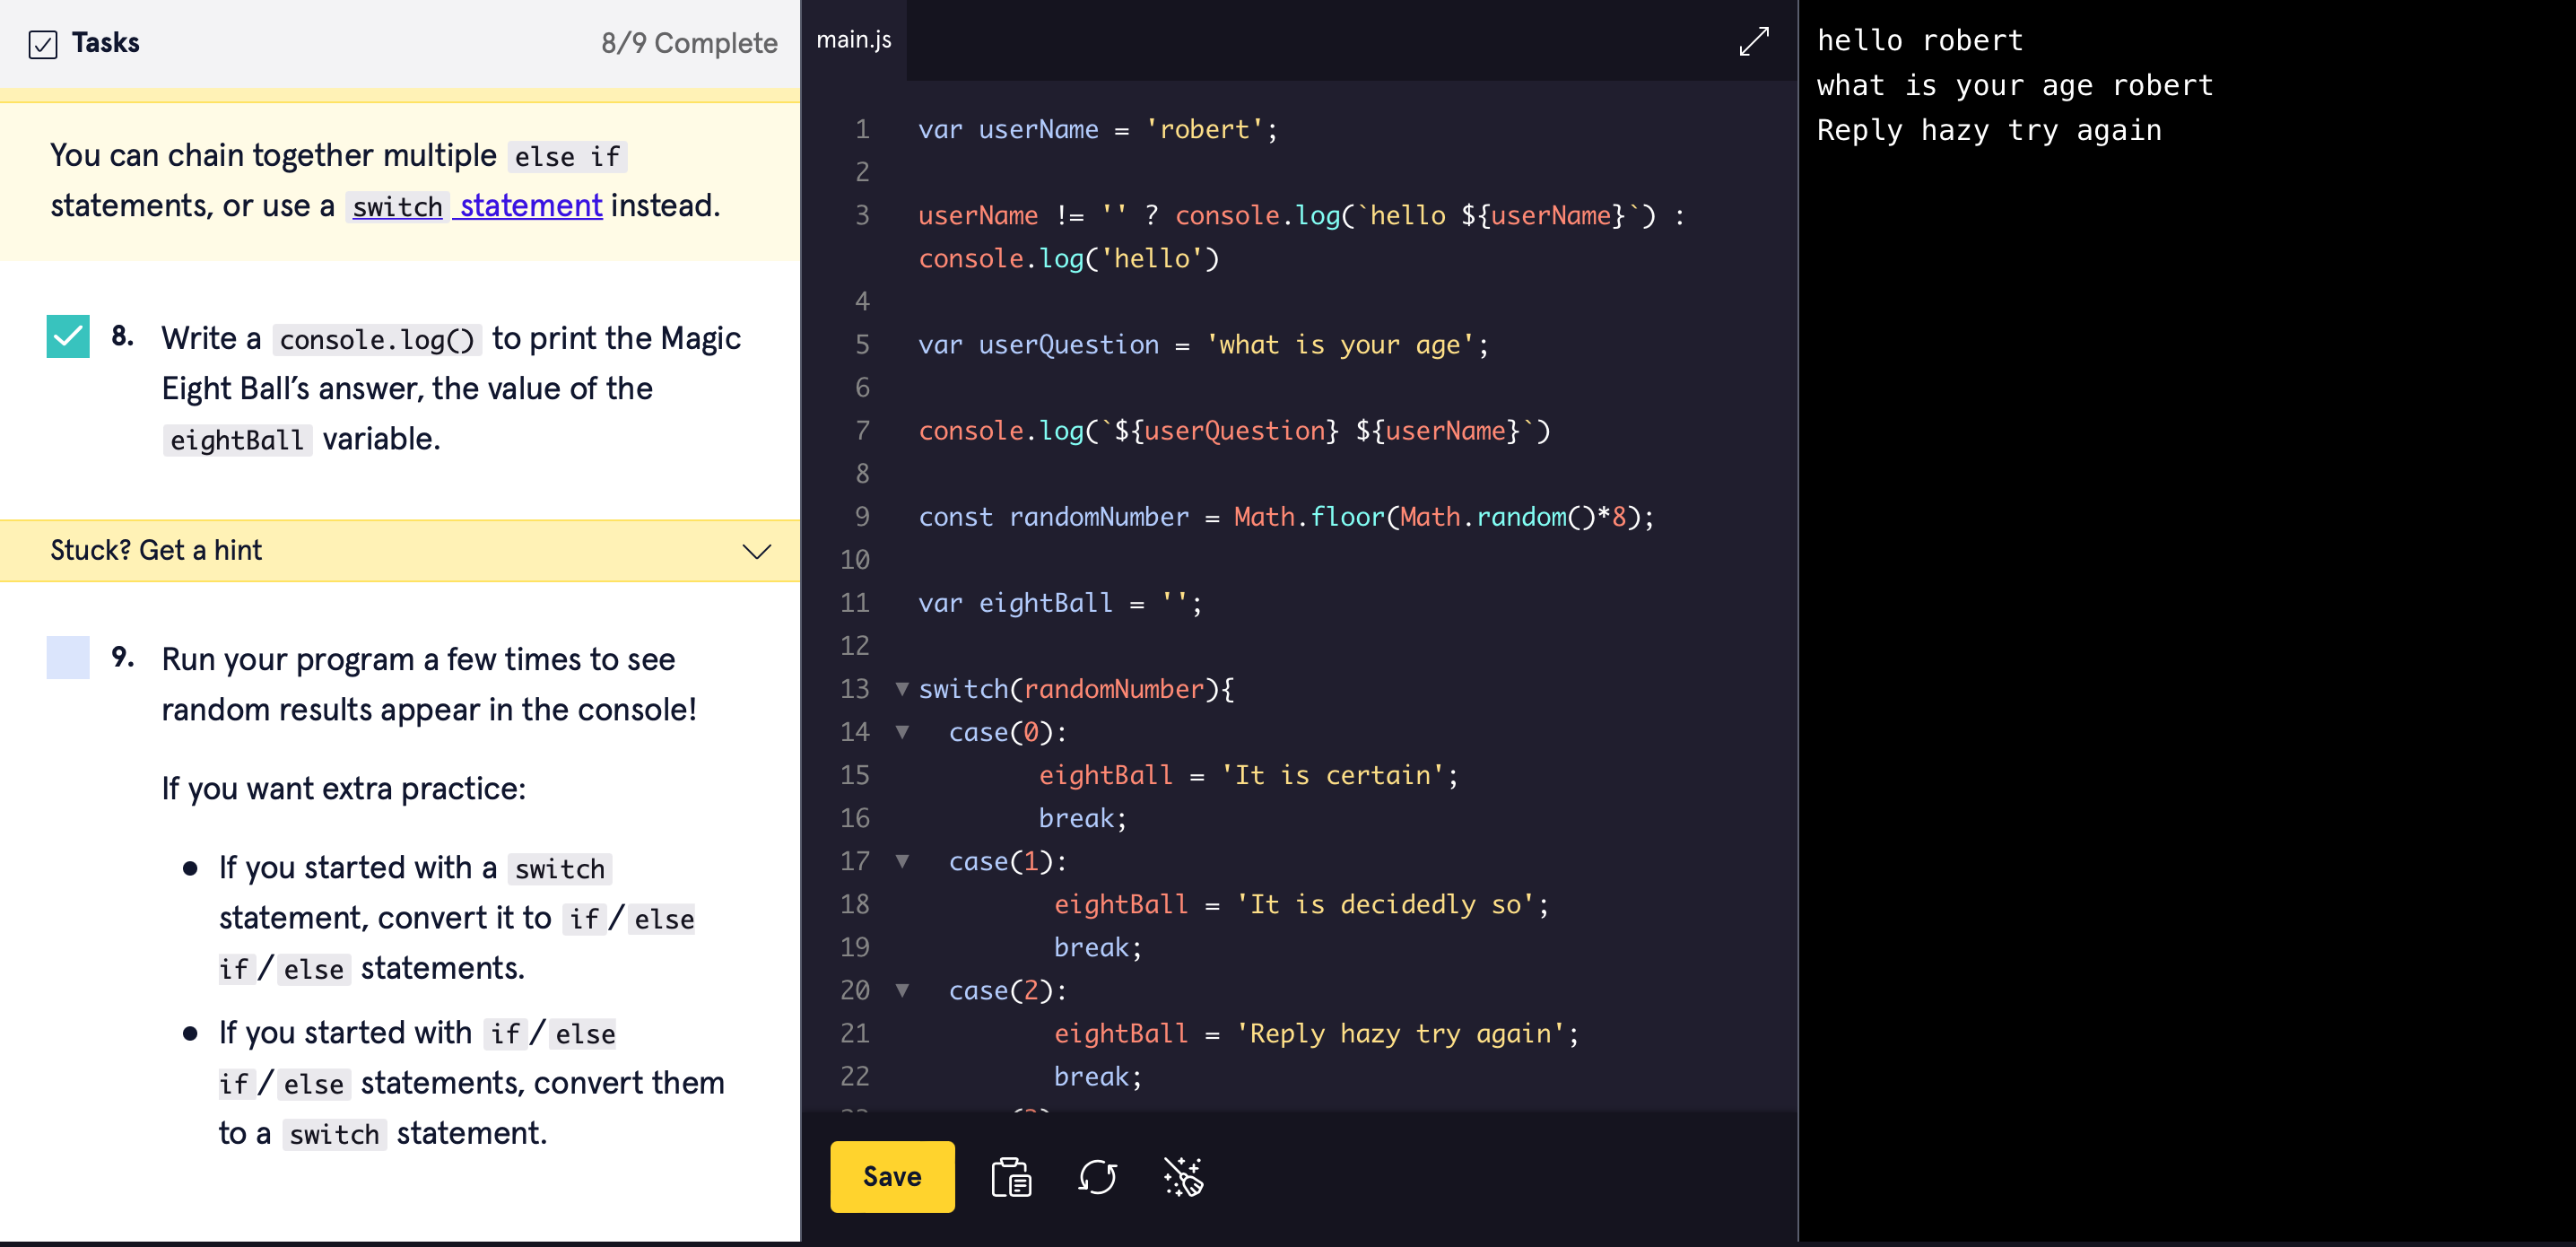 Tasks
8/9 Complete
You can chain together multiple else if
statements, or use a switch statement instead.
8. Write a console.log() to print the Magic
Eight Ball’s answer, the value of the
eightBall variable.
Stuck? Get a hint
9. Run your program a few times to see
random results appear in the console!
If you want extra practice:
● If you started with a switch
statement, convert it to if/else
if/else statements.
● If you started with if/else
if/else statements, convert them
to a switch statement.
main.js
1 var userName = 'robert';
2
3 userName != '' ? console.log(`hello ${userName}`) :
console.log('hello')
4
5 var userQuestion = 'what is your age';
6
7 console.log(`${userQuestion} ${userName}`)
8
9 const randomNumber = Math.floor(Math.random()*8);
10
11 var eightBall = '';
12
13 switch(randomNumber){
14 case(0):
15 eightBall = 'It is certain';
16 break;
17 case(1):
18 eightBall = 'It is decidedly so';
19 break;
20 case(2):
21 eightBall = 'Reply hazy try again';
22 break;
Save
hello robert
what is your age robert
Reply hazy try again